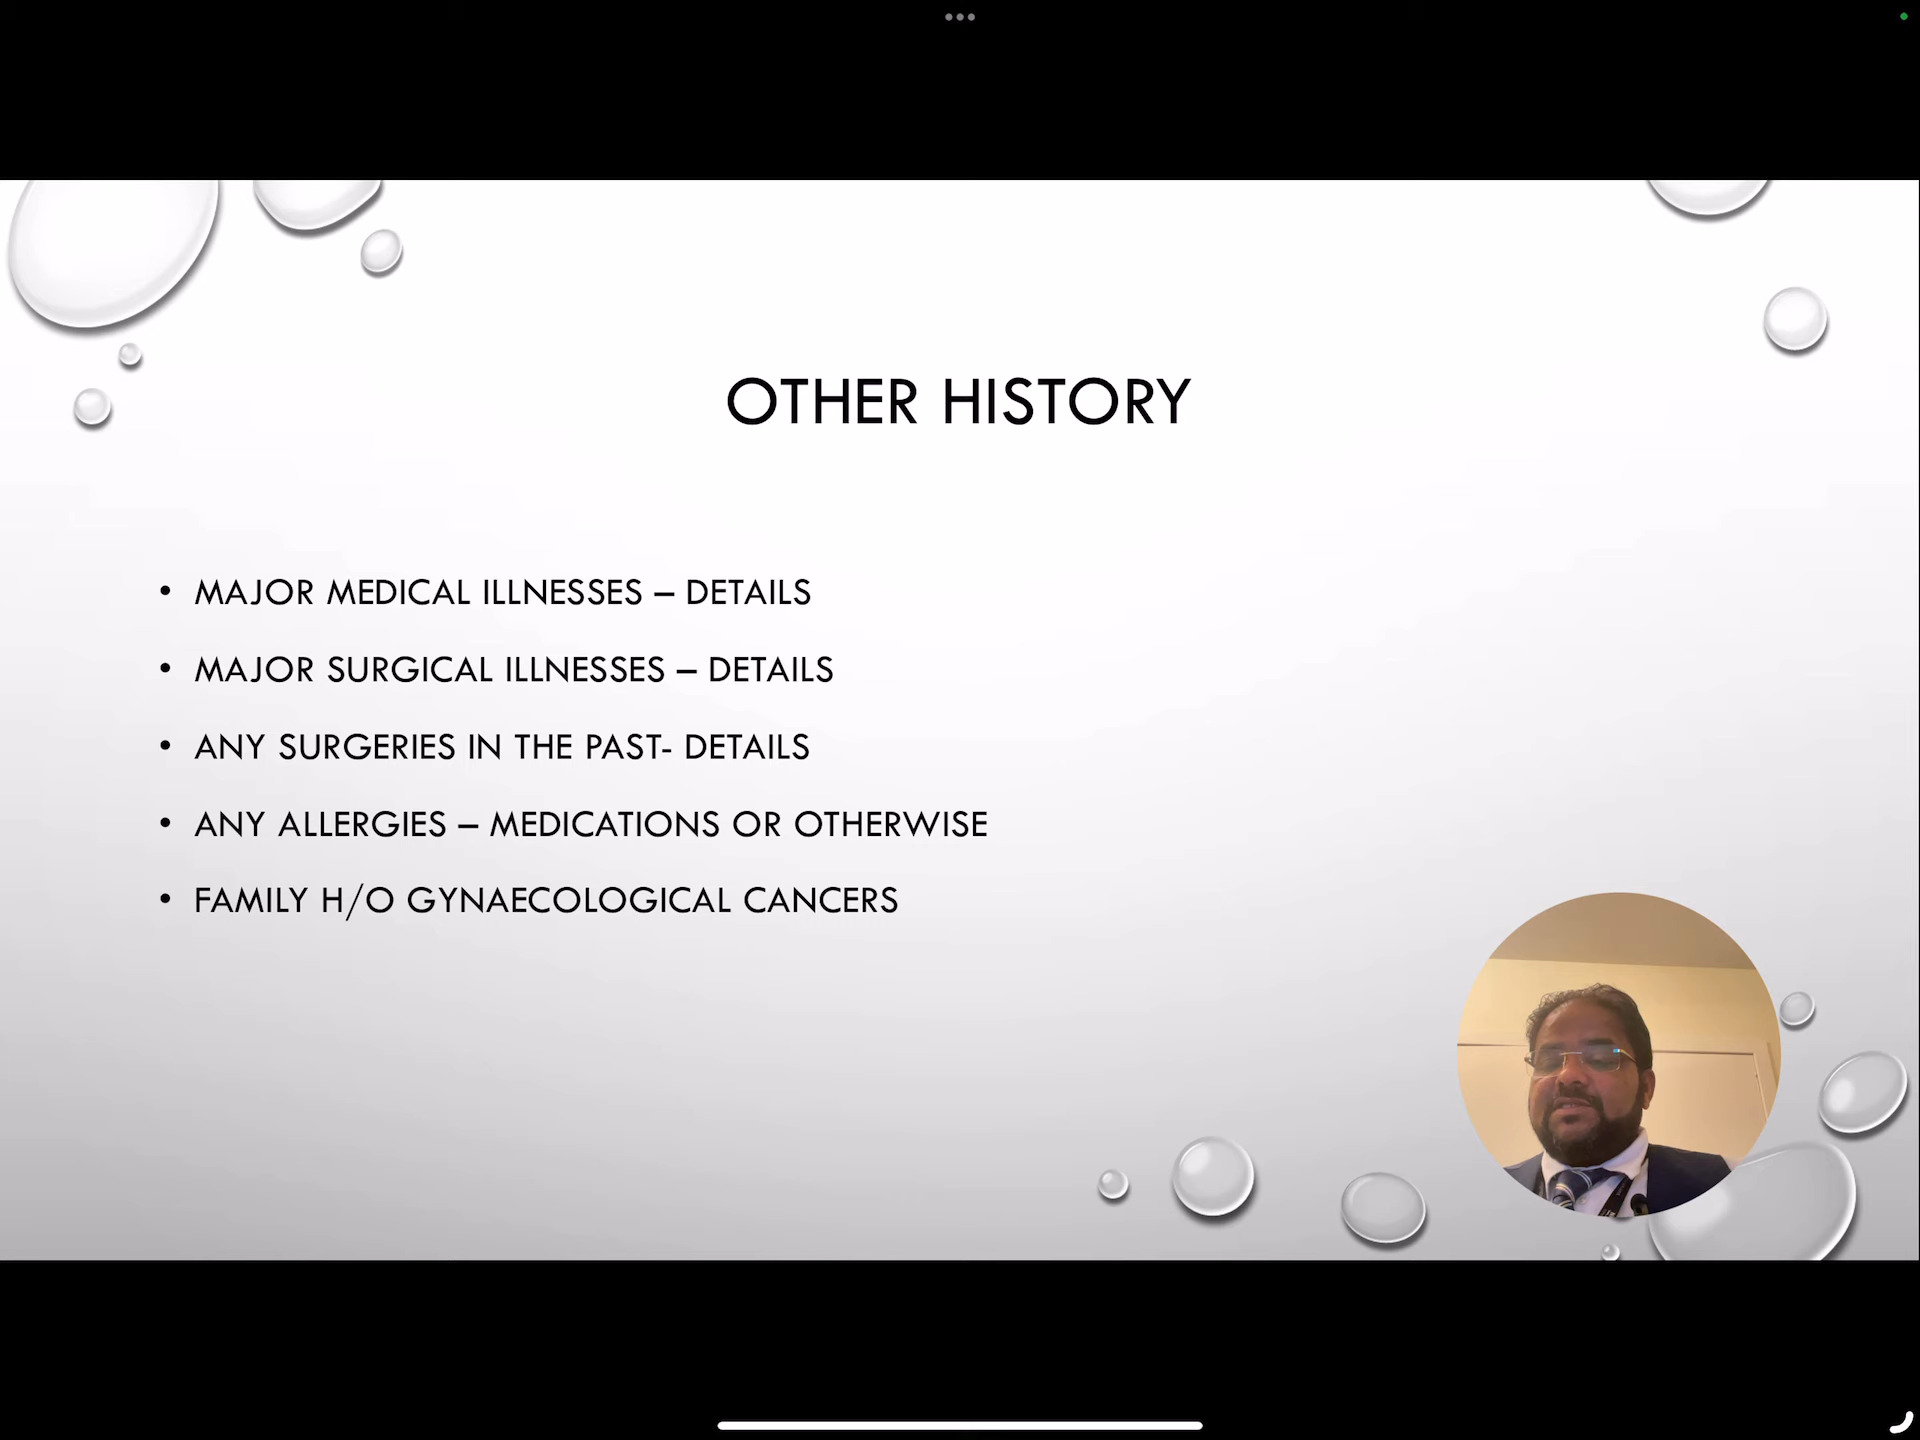 OTHER HISTORY
• MAJOR MEDICAL ILLNESSES – DETAILS
• MAJOR SURGICAL ILLNESSES – DETAILS
• ANY SURGERIES IN THE PAST- DETAILS
• ANY ALLERGIES – MEDICATIONS OR OTHERWISE
• FAMILY H/O GYNAECOLOGICAL CANCERS